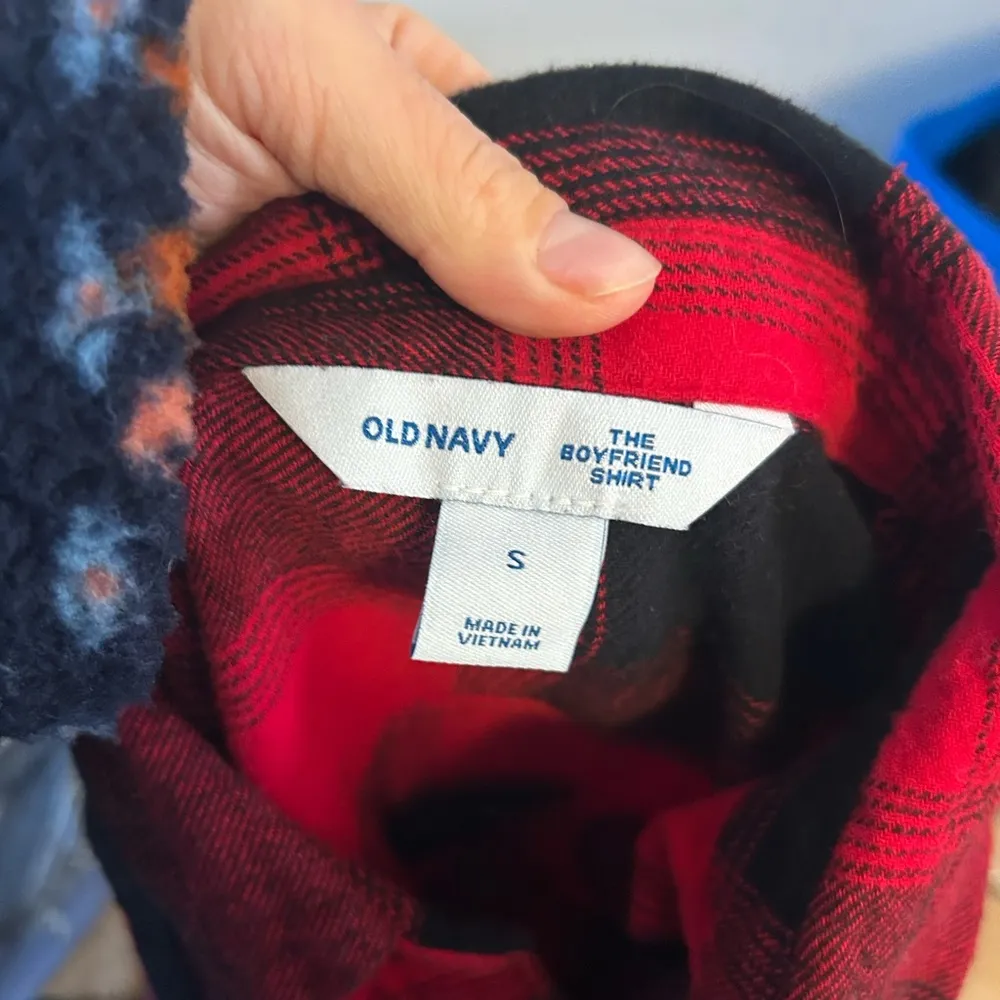 OLD NAVY
THE
BOYFRIEND
SHIRT
S
MADE IN
VIETNAM